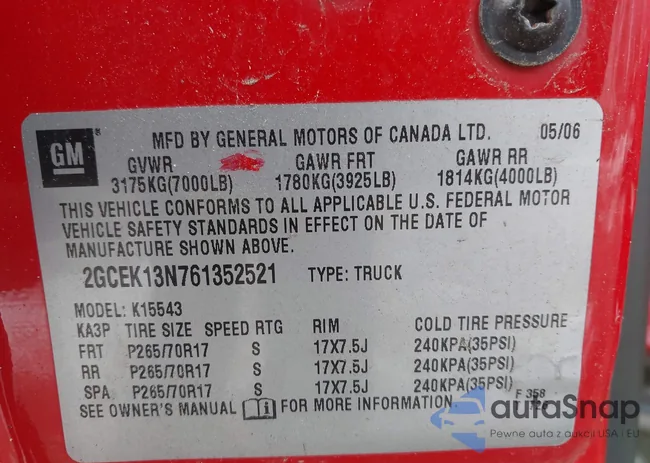 GM® MFD BY GENERAL MOTORS OF CANADA LTD. 05/06
GVWR GAWR FRT GAWR RR
3175KG(7000LB) 1780KG(3925LB) 1814KG(4000LB)
THIS VEHICLE CONFORMS TO ALL APPLICABLE U.S. FEDERAL MOTOR
VEHICLE SAFETY STANDARDS IN EFFECT ON THE DATE OF
MANUFACTURE SHOWN ABOVE.
2GCEK13N761352521 TYPE: TRUCK
MODEL: K15543
KA3P TIRE SIZE SPEED RTG RIM COLD TIRE PRESSURE
FRT P265/70R17 S 17X7.5J 240KPA(35PSI)
RR P265/70R17 S 17X7.5J 240KPA(35PSI)
SPA P265/70R17 S 17X7.5J 240KPA(35PSI)
SEE OWNER'S MANUAL FOR MORE INFORMATION. F 358
autaSnap
Pewne auta z aukcji USA i EU